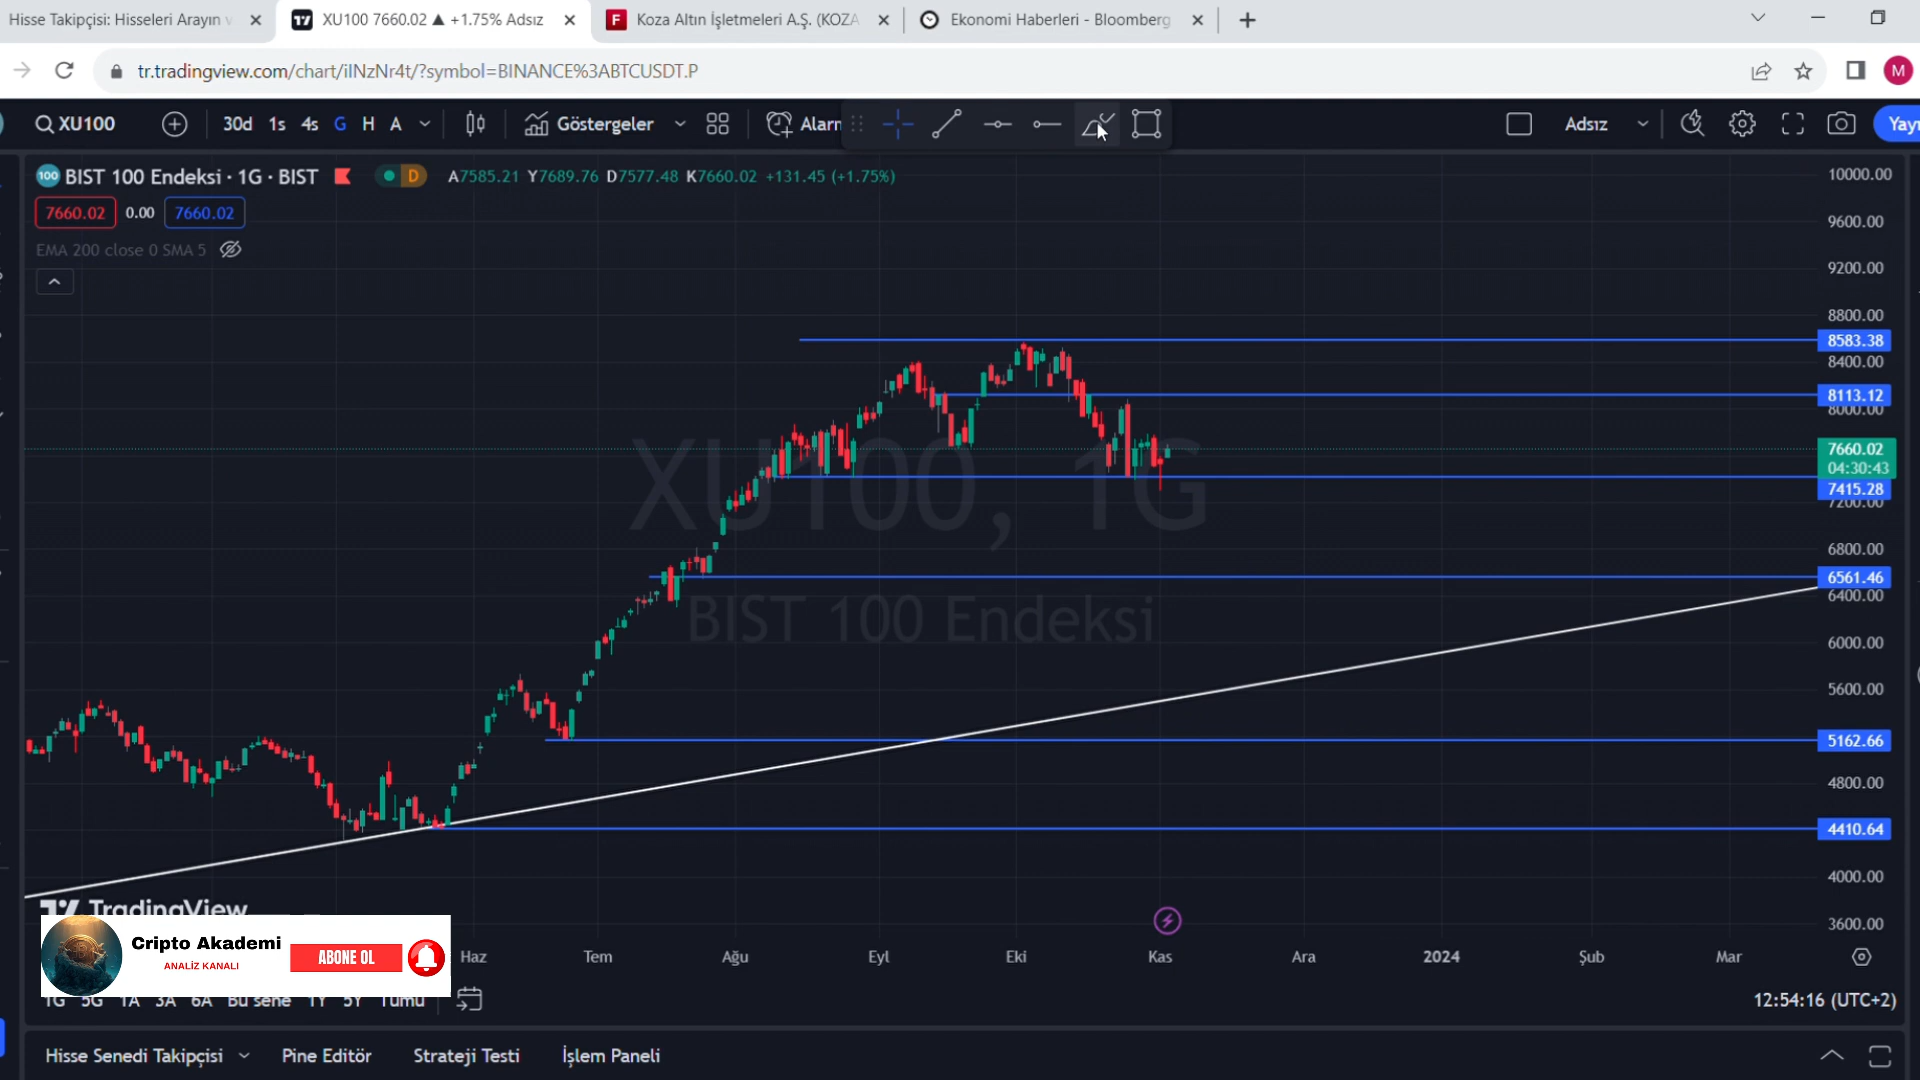 Hisse Takipçisi: Hisseleri Arayın v
XU100 7660.02 ▲ +1.75% Adsız
Koza Altın İşletmeleri A.Ş. (KOZA
Ekonomi Haberleri - Bloomberg
tr.tradingview.com/chart/iINzNr4t/?symbol=BINANCE%3ABTCUSDT.P
M
XU100
30d 1s 4s G H A
Göstergeler
Alarm
Adsız
Yayı
100 BIST 100 Endeksi · 1G · BIST
D
A7585.21 Y7689.76 D7577.48 K7660.02 +131.45 (+1.75%)
7660.02 0.00 7660.02
EMA 200 close 0 SMA 5
XU100, 1G
BIST 100 Endeksi
10000.00
9600.00
9200.00
8800.00
8583.38
8400.00
8113.12
8000.00
7660.02
04:30:43
7415.28
7200.00
6800.00
6561.46
6400.00
6000.00
5600.00
5162.66
4800.00
4410.64
4000.00
3600.00
TradingView
Cripto Akademi
ANALİZ KANALI
ABONE OL
Haz Tem Ağu Eyl Eki Kas Ara 2024 Şub Mar
1G 5G 1A 3A 6A Bu sene 1Y 5Y Tümü
12:54:16 (UTC+2)
Hisse Senedi Takipçisi Pine Editör Strateji Testi İşlem Paneli